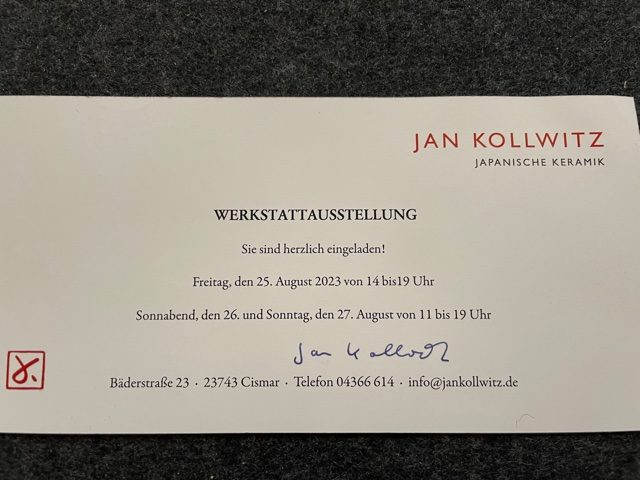 JAN KOLLWITZ
JAPANISCHE KERAMIK
WERKSTATTAUSSTELLUNG
Sie sind herzlich eingeladen!
Freitag, den 25. August 2023 von 14 bis19 Uhr
Sonnabend, den 26. und Sonntag, den 27. August von 11 bis 19 Uhr
Jan Kollwitz
Bäderstraße 23 · 23743 Cismar · Telefon 04366 614 · info@jankollwitz.de